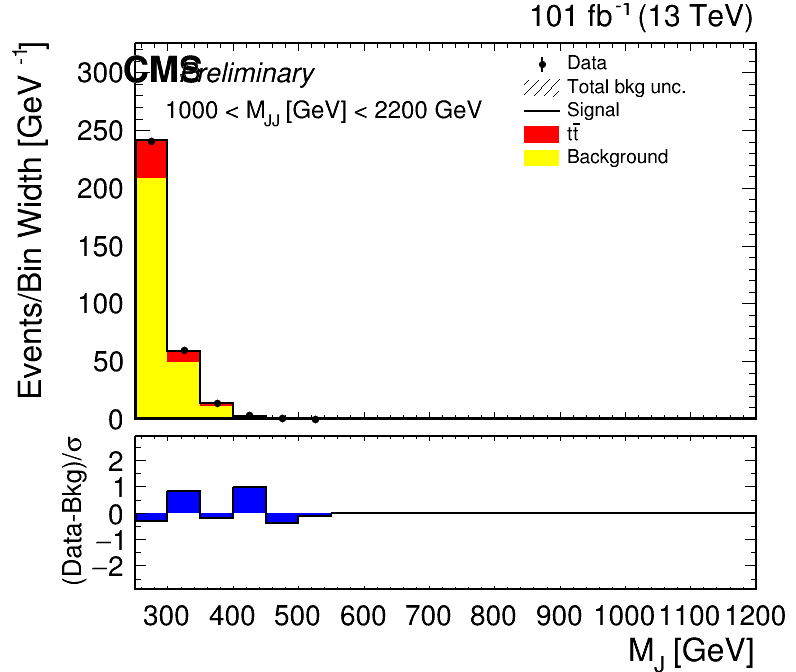 101 fb⁻¹ (13 TeV)
CMS Preliminary
1000 < M_JJ [GeV] < 2200 GeV
Data
Total bkg unc.
Signal
tt̄
Background
Events/Bin Width [GeV⁻¹]
300
250
200
150
100
50
0
(Data-Bkg)/σ
2
1
0
−1
−2
300 400 500 600 700 800 900 1000 1100 1200
M_J [GeV]